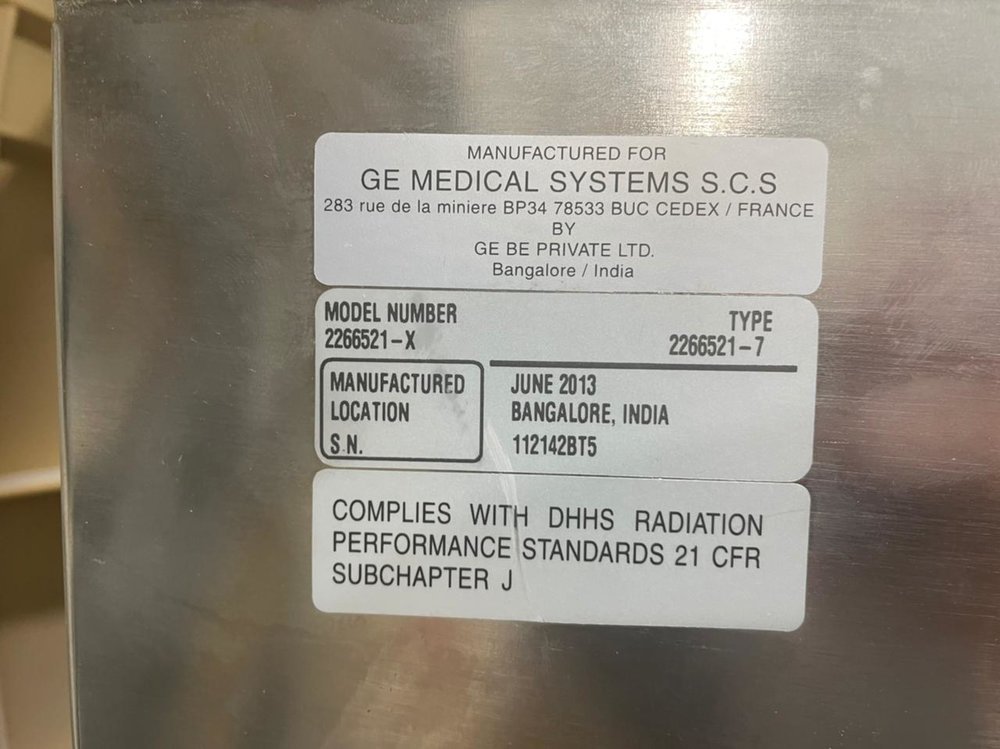 MANUFACTURED FOR
GE MEDICAL SYSTEMS S.C.S
283 rue de la miniere BP34 78533 BUC CEDEX / FRANCE
BY
GE BE PRIVATE LTD.
Bangalore / India
MODEL NUMBER
2266521-X
TYPE
2266521-7
MANUFACTURED JUNE 2013
LOCATION BANGALORE, INDIA
S.N. 112142BT5
COMPLIES WITH DHHS RADIATION
PERFORMANCE STANDARDS 21 CFR
SUBCHAPTER J